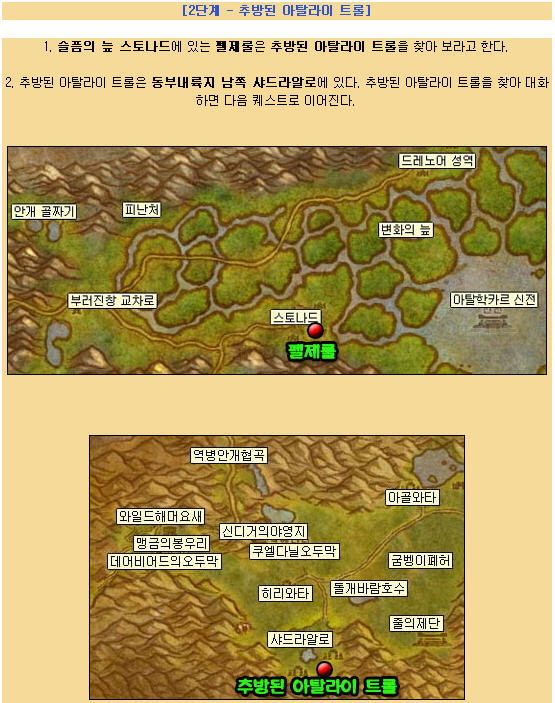 [2단계 - 추방된 아탈라이 트롤]
1. 슬픔의 늪 스토나드에 있는 펠제룰은 추방된 아탈라이 트롤을 찾아 보라고 한다.
2. 추방된 아탈라이 트롤은 동부내륙지 남쪽 샤드라알로에 있다. 추방된 아탈라이 트롤을 찾아 대화
하면 다음 퀘스트로 이어진다.
드레노어 성역
안개 골짜기
피난처
변화의 늪
부러진창 교차로
아탈학카르 신전
스토나드
펠제룰
역병안개협곡
아골와타
와일드해머요새
신디거의야영지
맹금의봉우리
쿠엘다닐오두막
데어비어드의오두막
굼벵이폐허
히리와타
돌개바람호수
줄의제단
샤드라알로
추방된 아탈라이 트롤